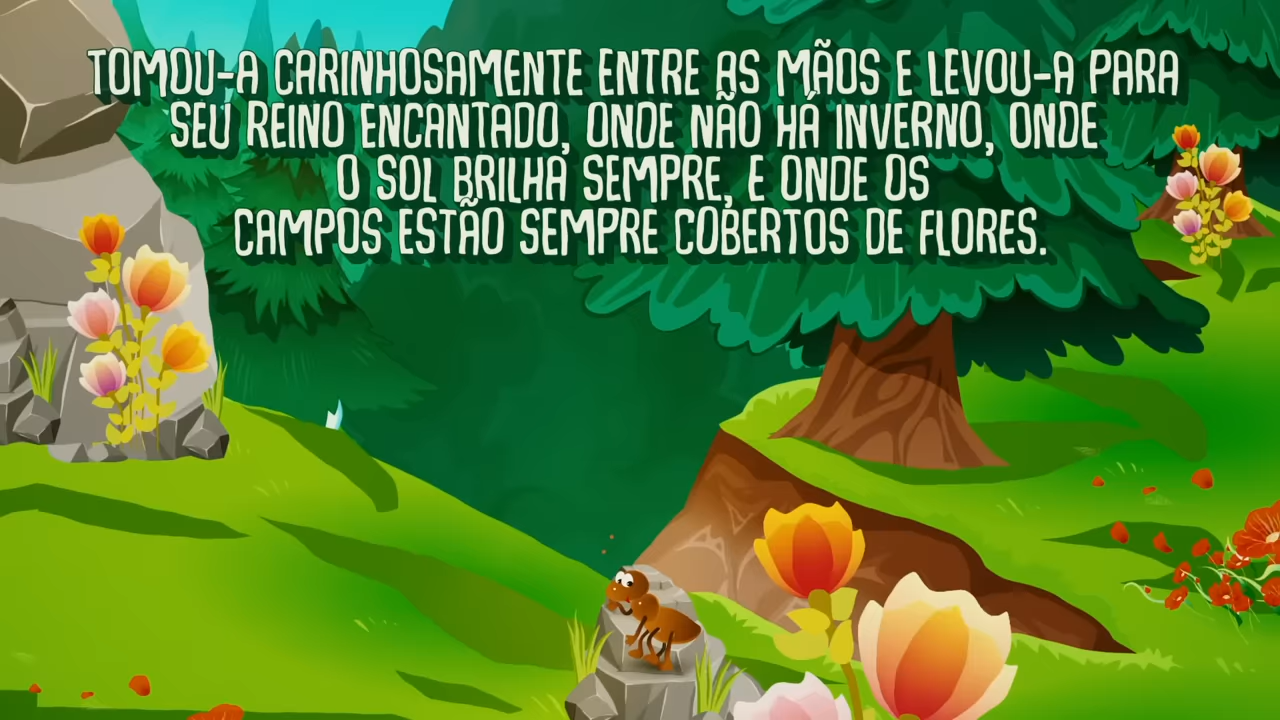 TOMOU-A CARINHOSAMENTE ENTRE AS MÃOS E LEVOU-A PARA
SEU REINO ENCANTADO, ONDE NÃO HÁ INVERNO, ONDE
O SOL BRILHA SEMPRE, E ONDE OS
CAMPOS ESTÃO SEMPRE COBERTOS DE FLORES.